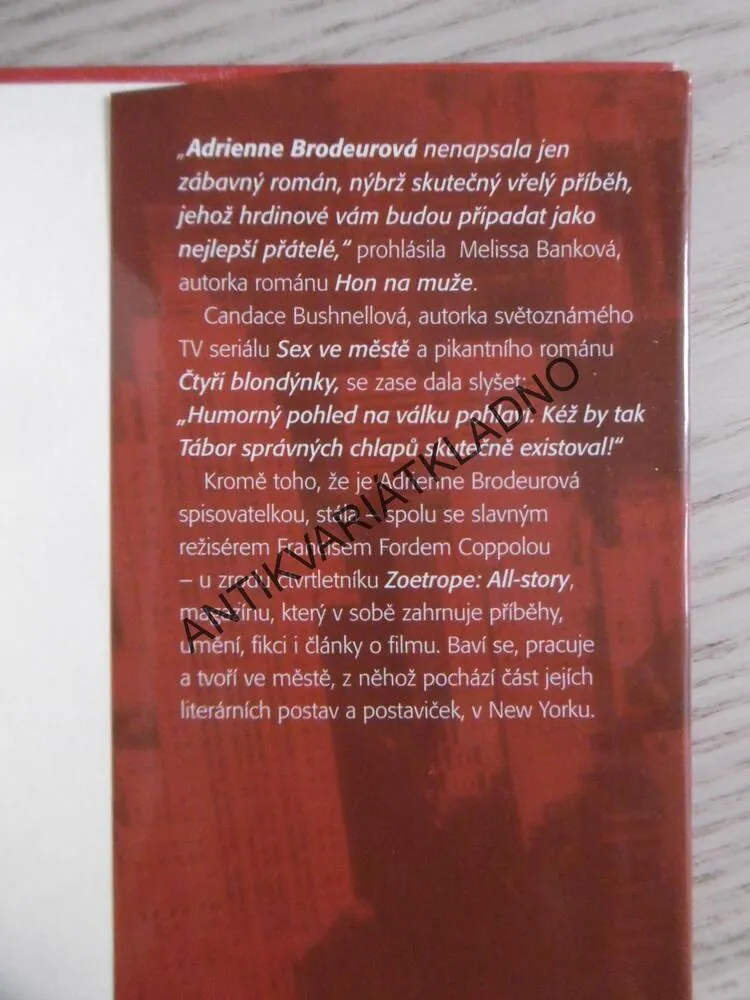 „Adrienne Brodeurová nenapsala jen
zábavný román, nýbrž skutečný vřelý příběh,
jehož hrdinové vám budou připadat jako
nejlepší přátelé,“ prohlásila Melissa Banková,
autorka románu Hon na muže.
Candace Bushnellová, autorka světoznámého
TV seriálu Sex ve městě a pikantního románu
Čtyři blondýnky, se zase dala slyšet:
„Humorný pohled na válku pohlaví. Kéž by tak
Tábor správných chlapů skutečně existoval!“
Kromě toho, že je Adrienne Brodeurová
spisovatelkou, stála – spolu se slavným
režisérem Francisem Fordem Coppolou
– u zrodu čtvrtletníku Zoetrope: All-story,
magazínu, který v sobě zahrnuje příběhy,
umění, fikci i články o filmu. Baví se, pracuje
a tvoří ve městě, z něhož pochází část jejích
literárních postav a postaviček, v New Yorku.
ANTIKVARIÁTKLADNO